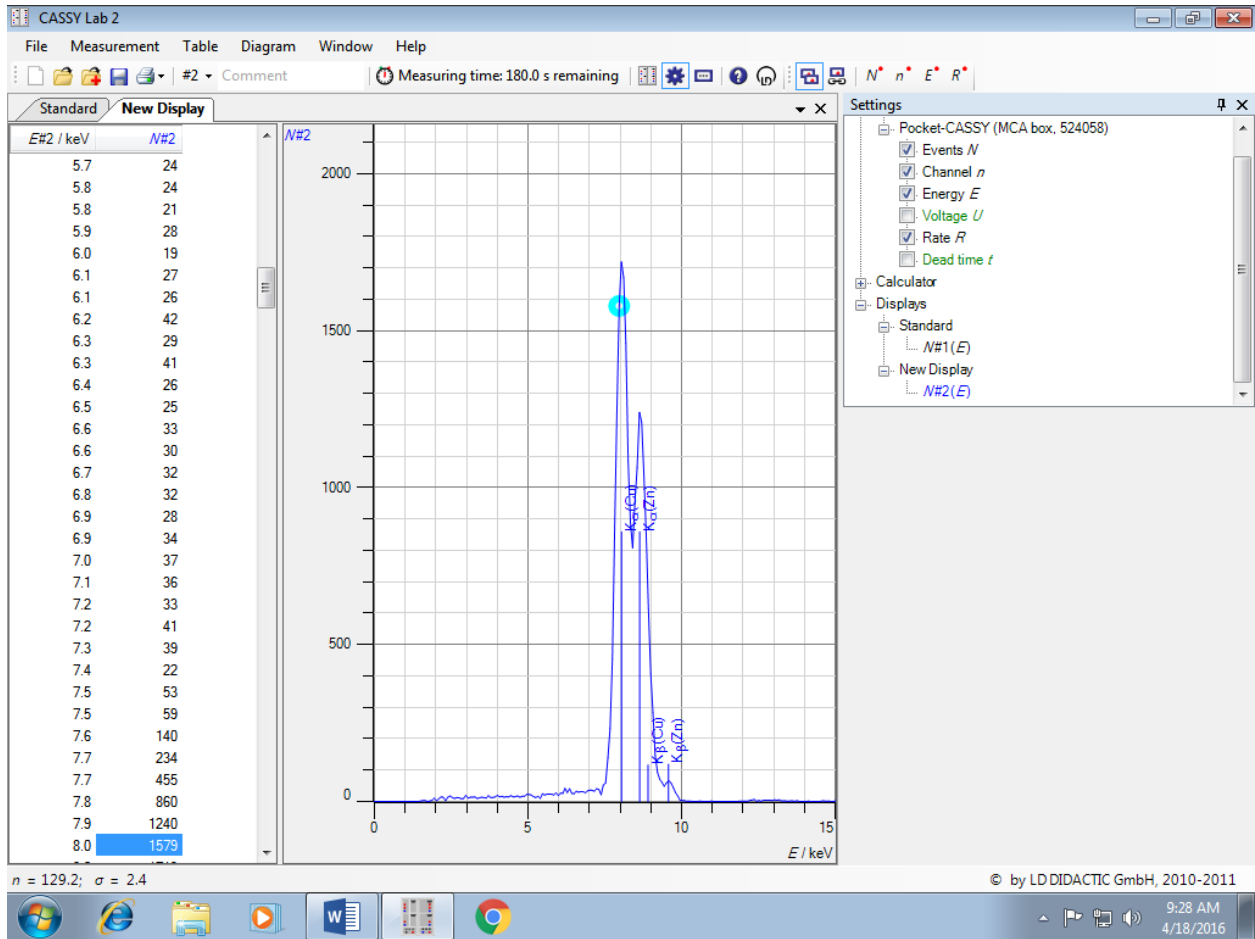 CASSY Lab 2
File Measurement Table Diagram Window Help
#2 Comment Measuring time: 180.0 s remaining N n E R
Standard New Display
E#2 / keV N#2
5.7 24
5.8 24
5.8 21
5.9 28
6.0 19
6.1 27
6.1 26
6.2 42
6.3 29
6.3 41
6.4 26
6.5 25
6.6 33
6.6 30
6.7 32
6.8 32
6.9 28
6.9 34
7.0 37
7.1 36
7.2 33
7.2 41
7.3 39
7.4 22
7.5 53
7.5 59
7.6 140
7.7 234
7.7 455
7.8 860
7.9 1240
8.0 1579
N#2
2000
1500
1000
500
0
0 5 10 15
E / keV
Kα(Cu)
Kα(Zn)
Kβ(Cu)
Kβ(Zn)
Settings
Pocket-CASSY (MCA box, 524058)
Events N
Channel n
Energy E
Voltage U
Rate R
Dead time t
Calculator
Displays
Standard
N#1(E)
New Display
N#2(E)
n = 129.2; σ = 2.4
© by LD DIDACTIC GmbH, 2010-2011
9:28 AM
4/18/2016